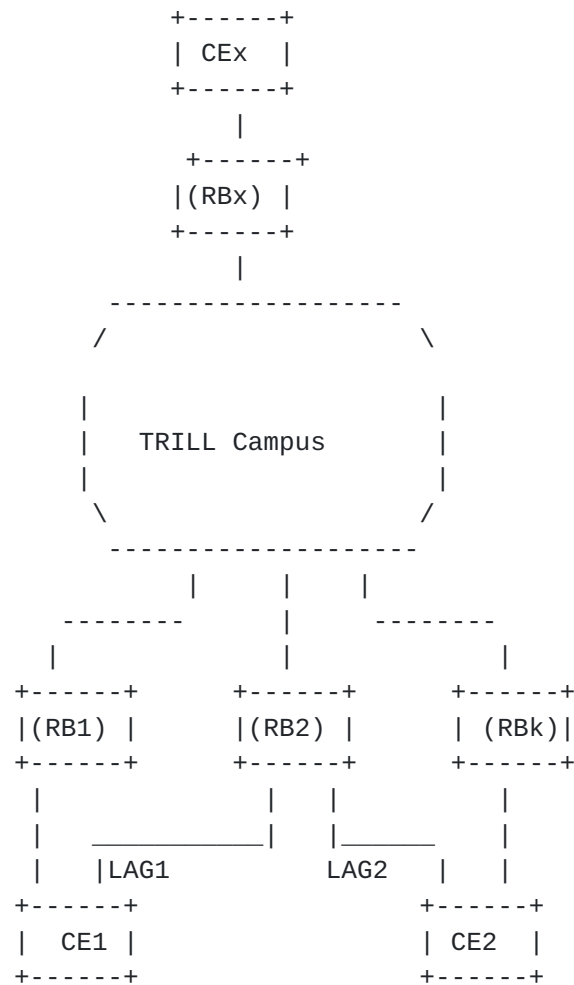 CEx
(RBx)
TRILL Campus
(RB1) (RB2) (RBk)
LAG1 LAG2
CE1 CE2